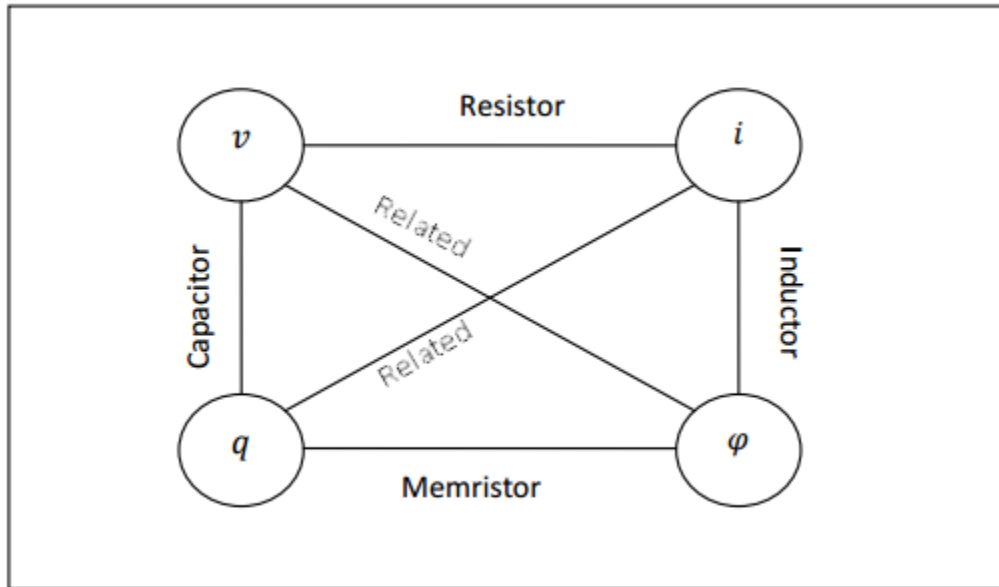 Resistor
v
i
Related
Capacitor
Inductor
Related
q
φ
Memristor